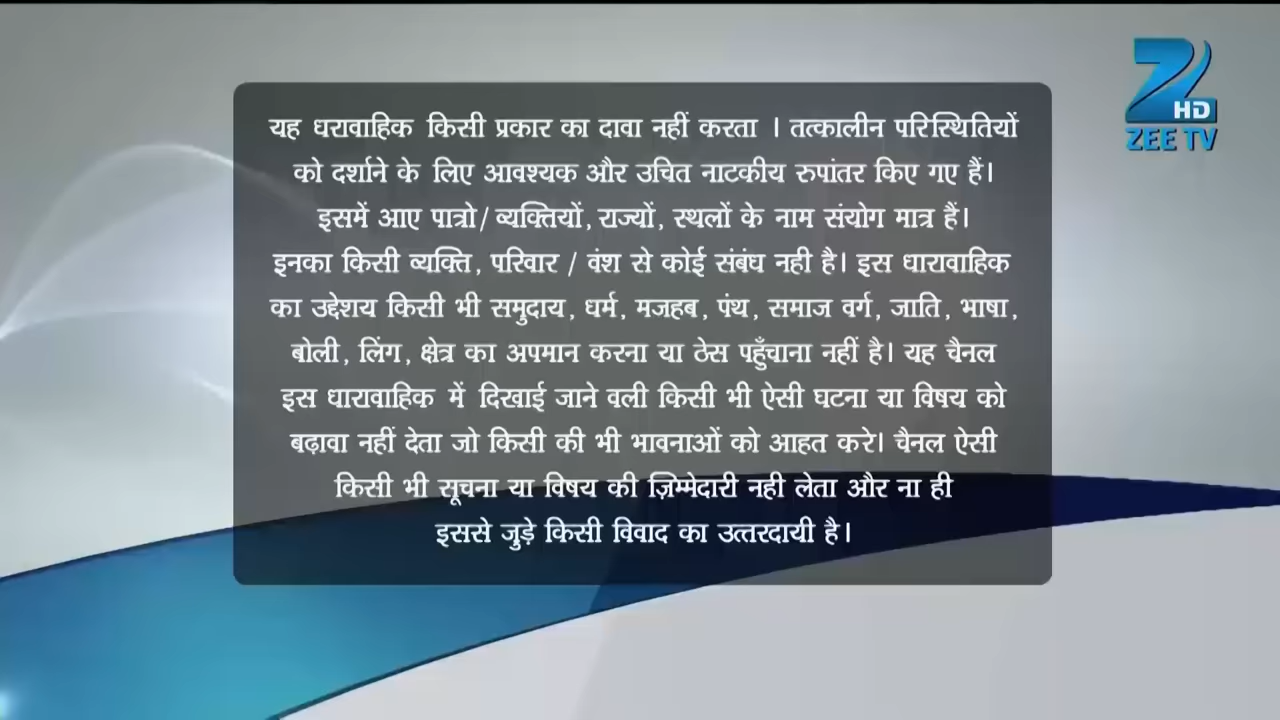 HD
ZEE TV
यह धरावाहिक किसी प्रकार का दावा नहीं करता । तत्कालीन परिस्थितियों
को दर्शाने के लिए आवश्यक और उचित नाटकीय रुपांतर किए गए हैं।
इसमें आए पात्रो/ व्यक्तियों, राज्यों, स्थलों के नाम संयोग मात्र हैं।
इनका किसी व्यक्ति, परिवार / वंश से कोई संबंध नही है। इस धारावाहिक
का उद्देशय किसी भी समुदाय, धर्म, मजहब, पंथ, समाज वर्ग, जाति, भाषा,
बोली, लिंग, क्षेत्र का अपमान करना या ठेस पहुँचाना नहीं है। यह चैनल
इस धारावाहिक में दिखाई जाने वली किसी भी ऐसी घटना या विषय को
बढ़ावा नहीं देता जो किसी की भी भावनाओं को आहत करे। चैनल ऐसी
किसी भी सूचना या विषय की ज़िम्मेदारी नही लेता और ना ही
इससे जुड़े किसी विवाद का उत्तरदायी है।